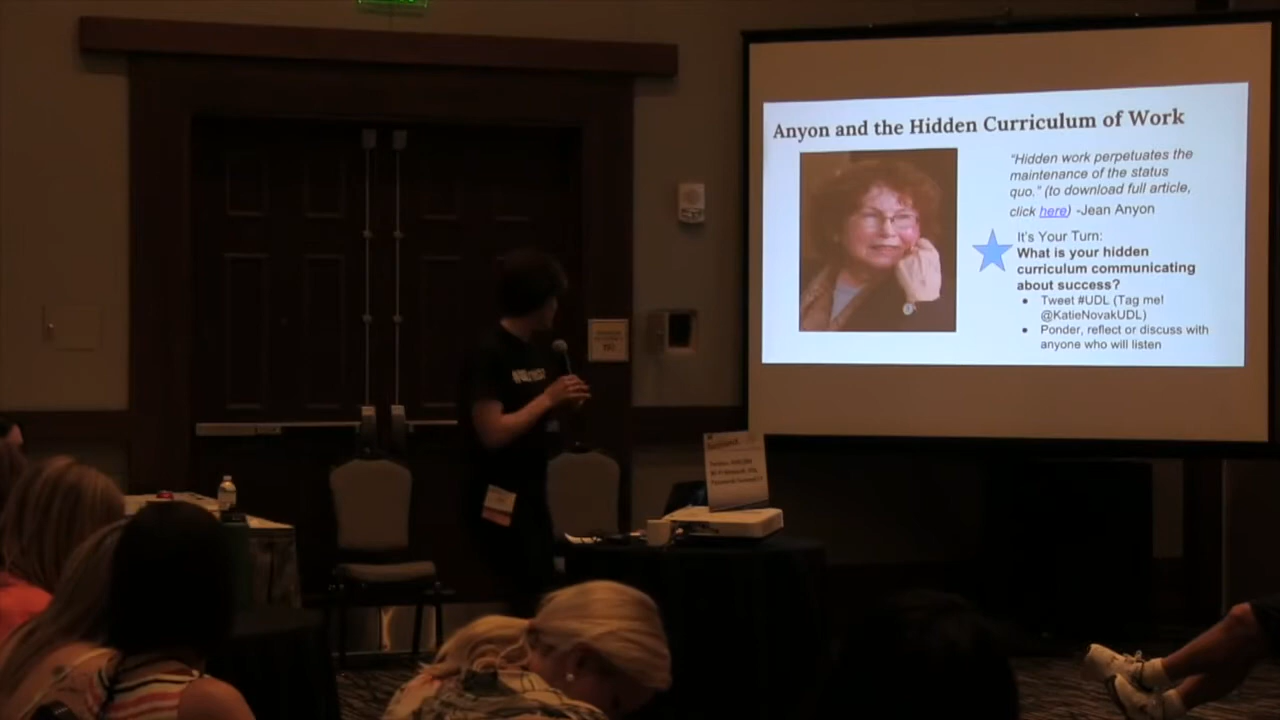 Anyon and the Hidden Curriculum of Work
"Hidden work perpetuates the
maintenance of the status
quo." (to download full article,
click here) -Jean Anyon
It's Your Turn:
What is your hidden
curriculum communicating
about success?
• Tweet #UDL (Tag me!
@KatieNovakUDL)
• Ponder, reflect or discuss with
anyone who will listen